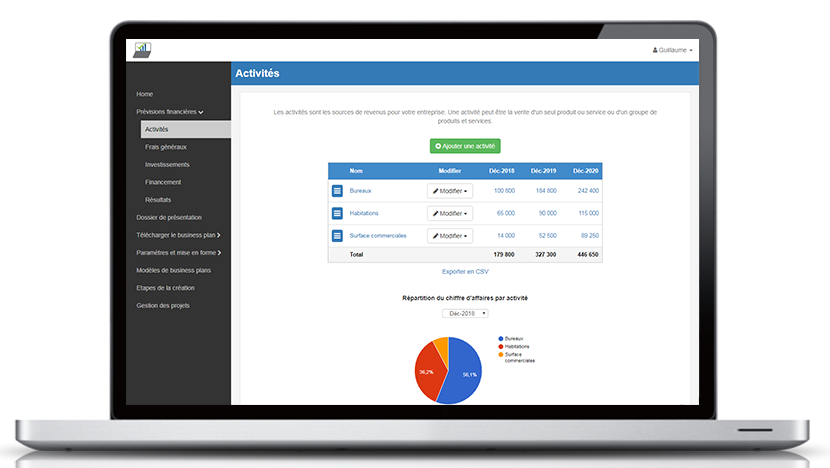 Guillaume
Activités
Home
Prévisions financières
Activités
Frais généraux
Investissements
Financement
Résultats
Dossier de présentation
Télécharger le business plan
Paramètres et mise en forme
Modèles de business plans
Etapes de la création
Gestion des projets
Les activités sont les sources de revenus pour votre entreprise. Une activité peut être la vente d'un seul produit ou service ou d'un groupe de
produits et services.
Ajouter une activité
Nom Modifier Déc-2018 Déc-2019 Déc-2020
Bureaux Modifier 100 800 184 800 242 400
Habitations Modifier 65 000 90 000 115 000
Surface commerciales Modifier 14 000 52 500 89 250
Total 179 800 327 300 446 650
Exporter en CSV
Répartition du chiffre d'affaires par activité
Déc-2018
Bureaux
Habitations
Surface
commerciales
36,2%
56,1%